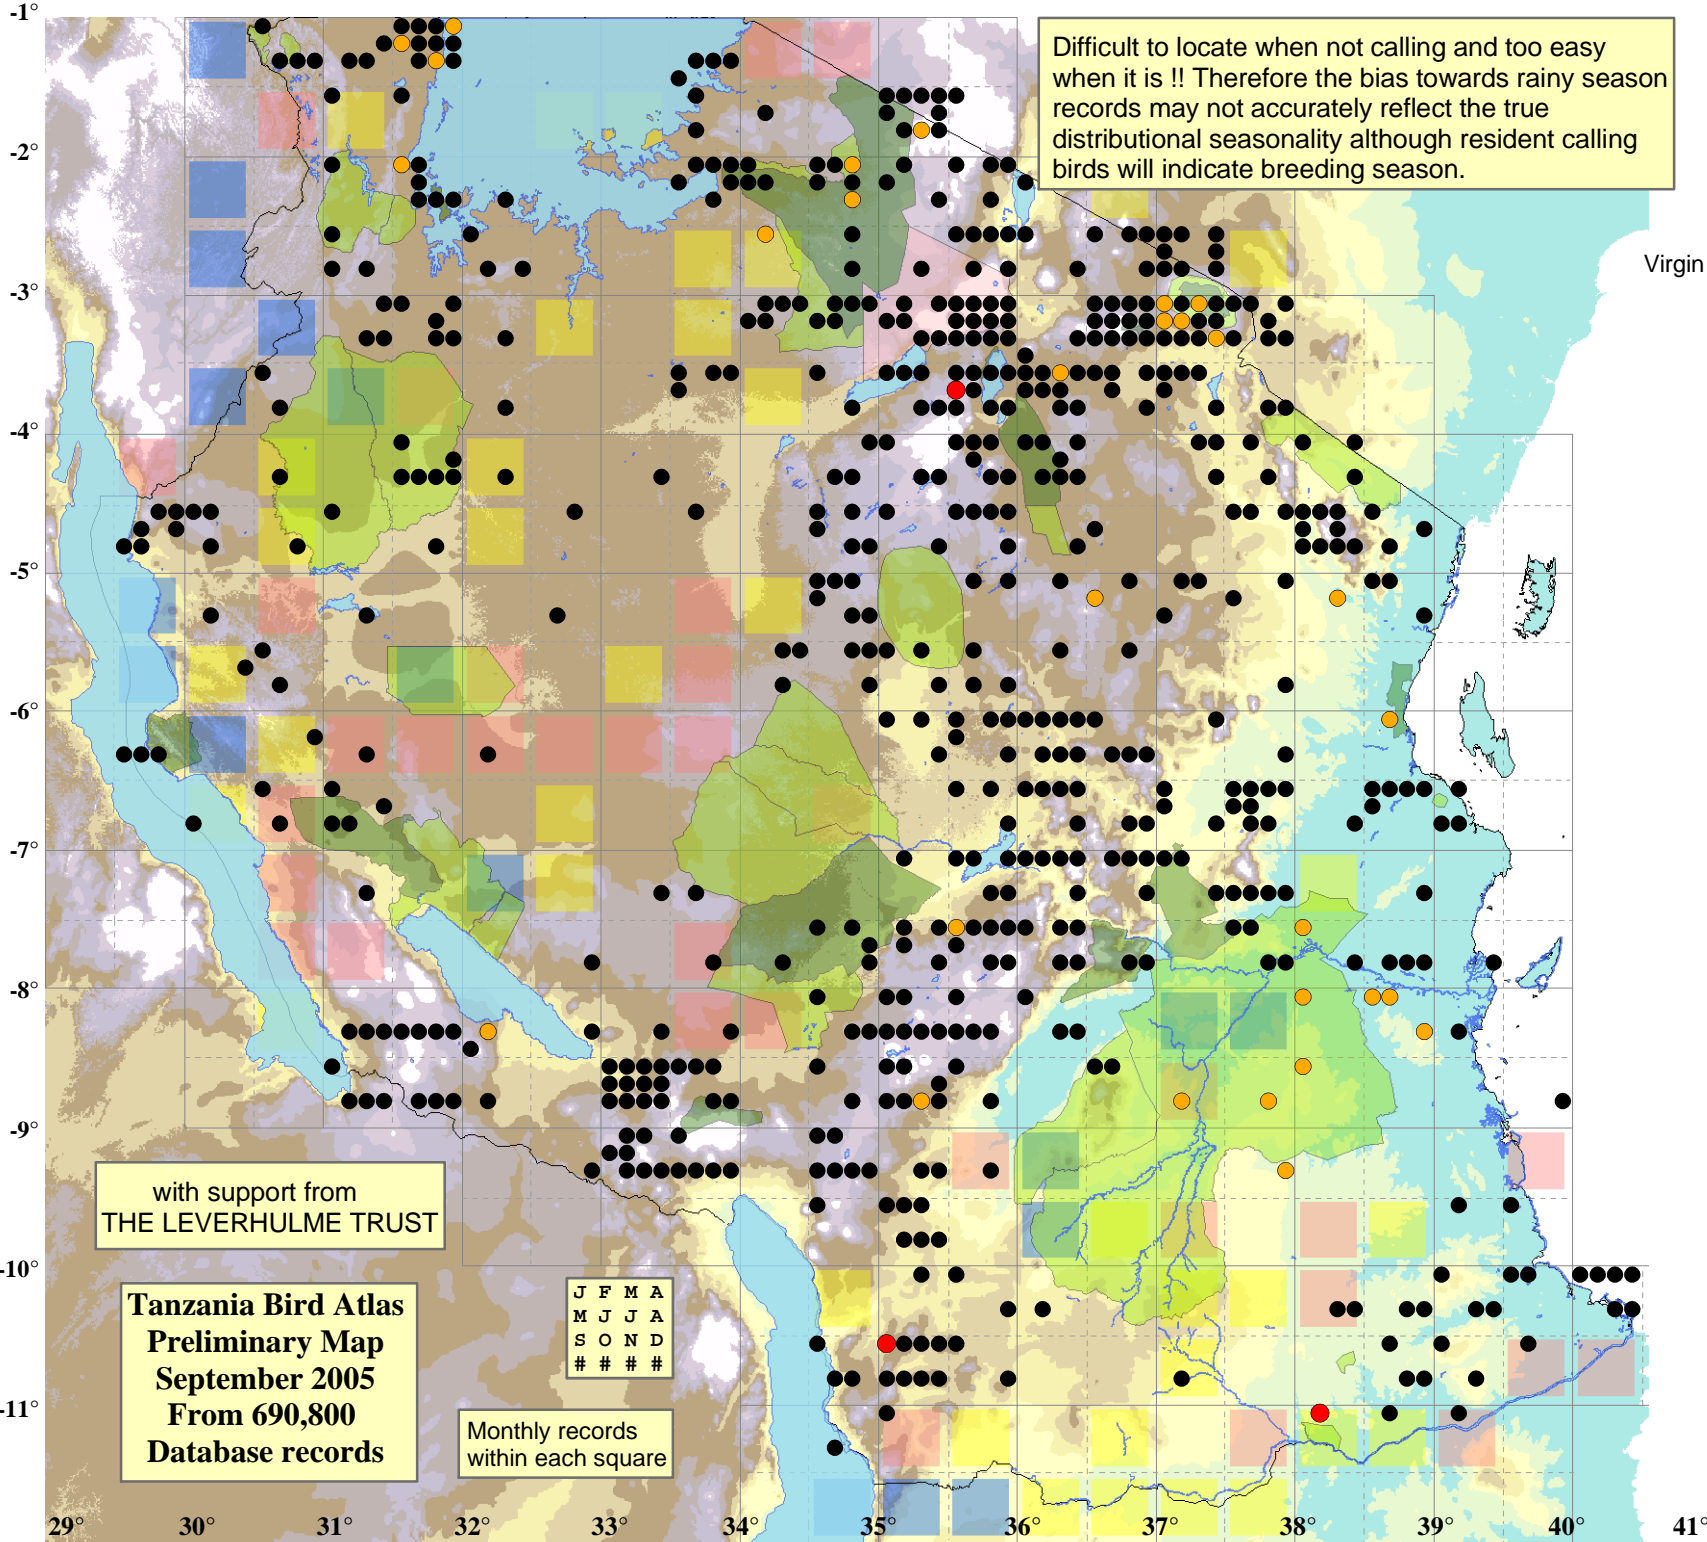 -1°
Difficult to locate when not calling and too easy
when it is !! Therefore the bias towards rainy season
records may not accurately reflect the true
distributional seasonality although resident calling
birds will indicate breeding season.
-2°
Virgin
-3°
-4°
-5°
-6°
-7°
-8°
-9°
with support from
THE LEVERHULME TRUST
-10°
Tanzania Bird Atlas
Preliminary Map
September 2005
From 690,800
Database records
J F M A
M J J A
S O N D
# # # #
-11°
Monthly records
within each square
29° 30° 31° 32° 33° 34° 35° 36° 37° 38° 39° 40° 41°